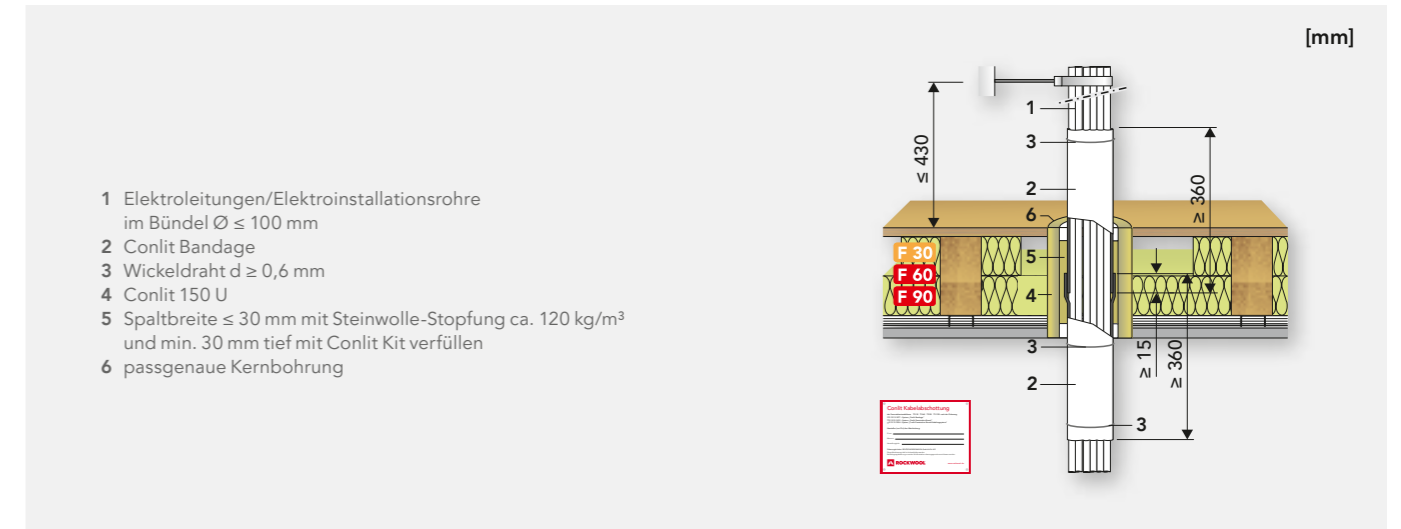 [mm]
1 Elektroleitungen/Elektroinstallationsrohre
im Bündel Ø ≤ 100 mm
2 Conlit Bandage
3 Wickeldraht d ≥ 0,6 mm
4 Conlit 150 U
5 Spaltbreite ≤ 30 mm mit Steinwolle-Stopfung ca. 120 kg/m³
und min. 30 mm tief mit Conlit Kit verfüllen
6 passgenaue Kernbohrung
1
3
2
6
5
4
3
2
3
≤ 430
≥ 360
≥ 15
≥ 360
F 30
F 60
F 90
Conlit Kabelabschottung
ROCKWOOL